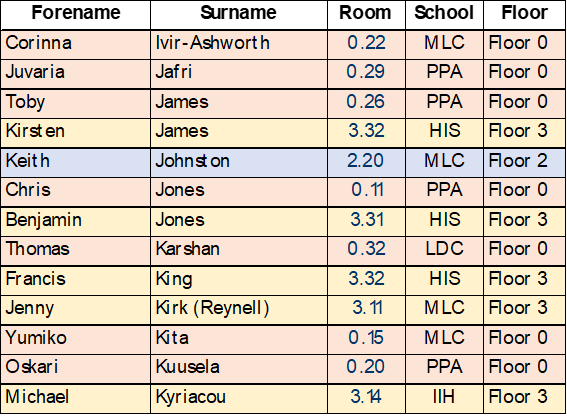 Forename Surname Room School Floor
Corinna Ivir-Ashworth 0.22 MLC Floor 0
Juvaria Jafri 0.29 PPA Floor 0
Toby James 0.26 PPA Floor 0
Kirsten James 3.32 HIS Floor 3
Keith Johnston 2.20 MLC Floor 2
Chris Jones 0.11 PPA Floor 0
Benjamin Jones 3.31 HIS Floor 3
Thomas Karshan 0.32 LDC Floor 0
Francis King 3.32 HIS Floor 3
Jenny Kirk (Reynell) 3.11 MLC Floor 3
Yumiko Kita 0.15 MLC Floor 0
Oskari Kuusela 0.20 PPA Floor 0
Michael Kyriacou 3.14 IIH Floor 3